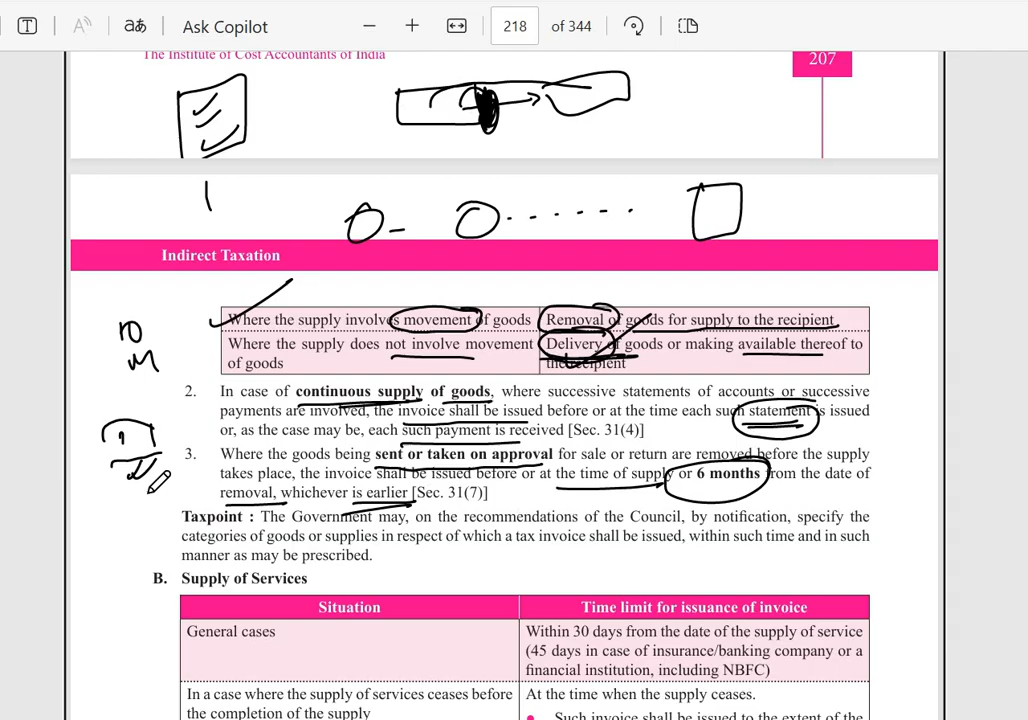 aあ Ask Copilot 218 of 344
The Institute of Cost Accountants of India 207
Indirect Taxation
Where the supply involves movement of goods Removal of goods for supply to the recipient
Where the supply does not involve movement of goods Delivery of goods or making available thereof to the recipient
2. In case of continuous supply of goods, where successive statements of accounts or successive
payments are involved, the invoice shall be issued before or at the time each such statement is issued
or, as the case may be, each such payment is received [Sec. 31(4)]
3. Where the goods being sent or taken on approval for sale or return are removed before the supply
takes place, the invoice shall be issued before or at the time of supply or 6 months from the date of
removal, whichever is earlier [Sec. 31(7)]
Taxpoint : The Government may, on the recommendations of the Council, by notification, specify the
categories of goods or supplies in respect of which a tax invoice shall be issued, within such time and in such
manner as may be prescribed.
B. Supply of Services
Situation Time limit for issuance of invoice
General cases Within 30 days from the date of the supply of service
(45 days in case of insurance/banking company or a
financial institution, including NBFC)
In a case where the supply of services ceases before At the time when the supply ceases.
the completion of the supply Such invoice shall be issued to the extent of the